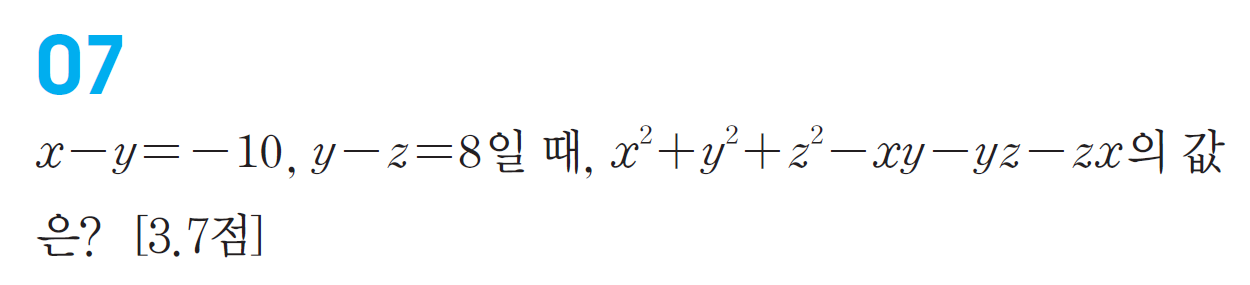 07
x-y=-10, y-z=8일 때, x²+y²+z²-xy-yz-zx의 값
은? [3.7점]